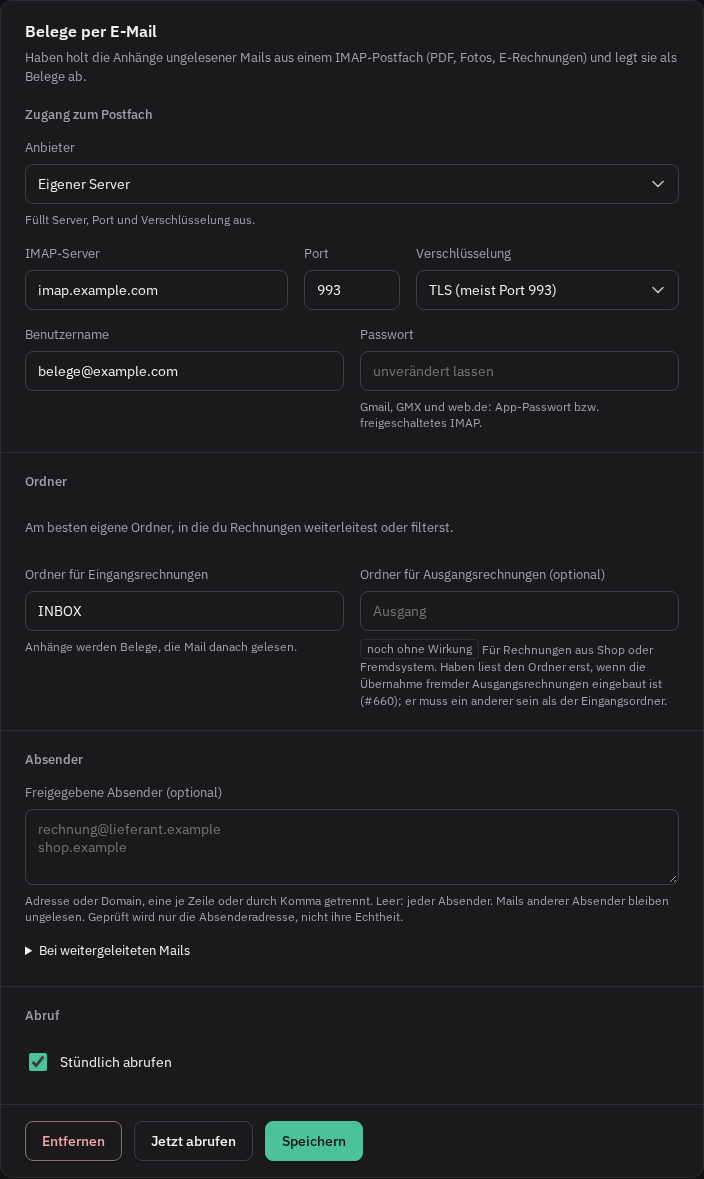 Belege per E-Mail
Haben holt die Anhänge ungelesener Mails aus einem IMAP-Postfach (PDF, Fotos, E-Rechnungen) und legt sie als
Belege ab.
Zugang zum Postfach
Anbieter
Eigener Server
Füllt Server, Port und Verschlüsselung aus.
IMAP-Server
Port
Verschlüsselung
imap.example.com
993
TLS (meist Port 993)
Benutzername
Passwort
belege@example.com
unverändert lassen
Gmail, GMX und web.de: App-Passwort bzw.
freigeschaltetes IMAP.
Ordner
Am besten eigene Ordner, in die du Rechnungen weiterleitest oder filterst.
Ordner für Eingangsrechnungen
Ordner für Ausgangsrechnungen (optional)
INBOX
Ausgang
Anhänge werden Belege, die Mail danach gelesen.
noch ohne Wirkung Für Rechnungen aus Shop oder
Fremdsystem. Haben liest den Ordner erst, wenn die
Übernahme fremder Ausgangsrechnungen eingebaut ist
(#660); er muss ein anderer sein als der Eingangsordner.
Absender
Freigegebene Absender (optional)
rechnung@lieferant.example
shop.example
Adresse oder Domain, eine je Zeile oder durch Komma getrennt. Leer: jeder Absender. Mails anderer Absender bleiben
ungelesen. Geprüft wird nur die Absenderadresse, nicht ihre Echtheit.
Bei weitergeleiteten Mails
Abruf
Stündlich abrufen
Entfernen
Jetzt abrufen
Speichern